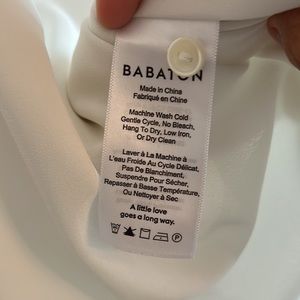 BABATON
Made in China
Fabriqué en Chine
Machine Wash Cold
Gentle Cycle, No Bleach,
Hang To Dry, Low Iron,
Or Dry Clean
Laver à La Machine à
L'eau Froide Au Cycle Délicat,
Pas De Blanchiment,
Suspendre Pour Sécher,
Repasser à Basse Température,
Ou Nettoyer à Sec
A little love
goes a long way.
P